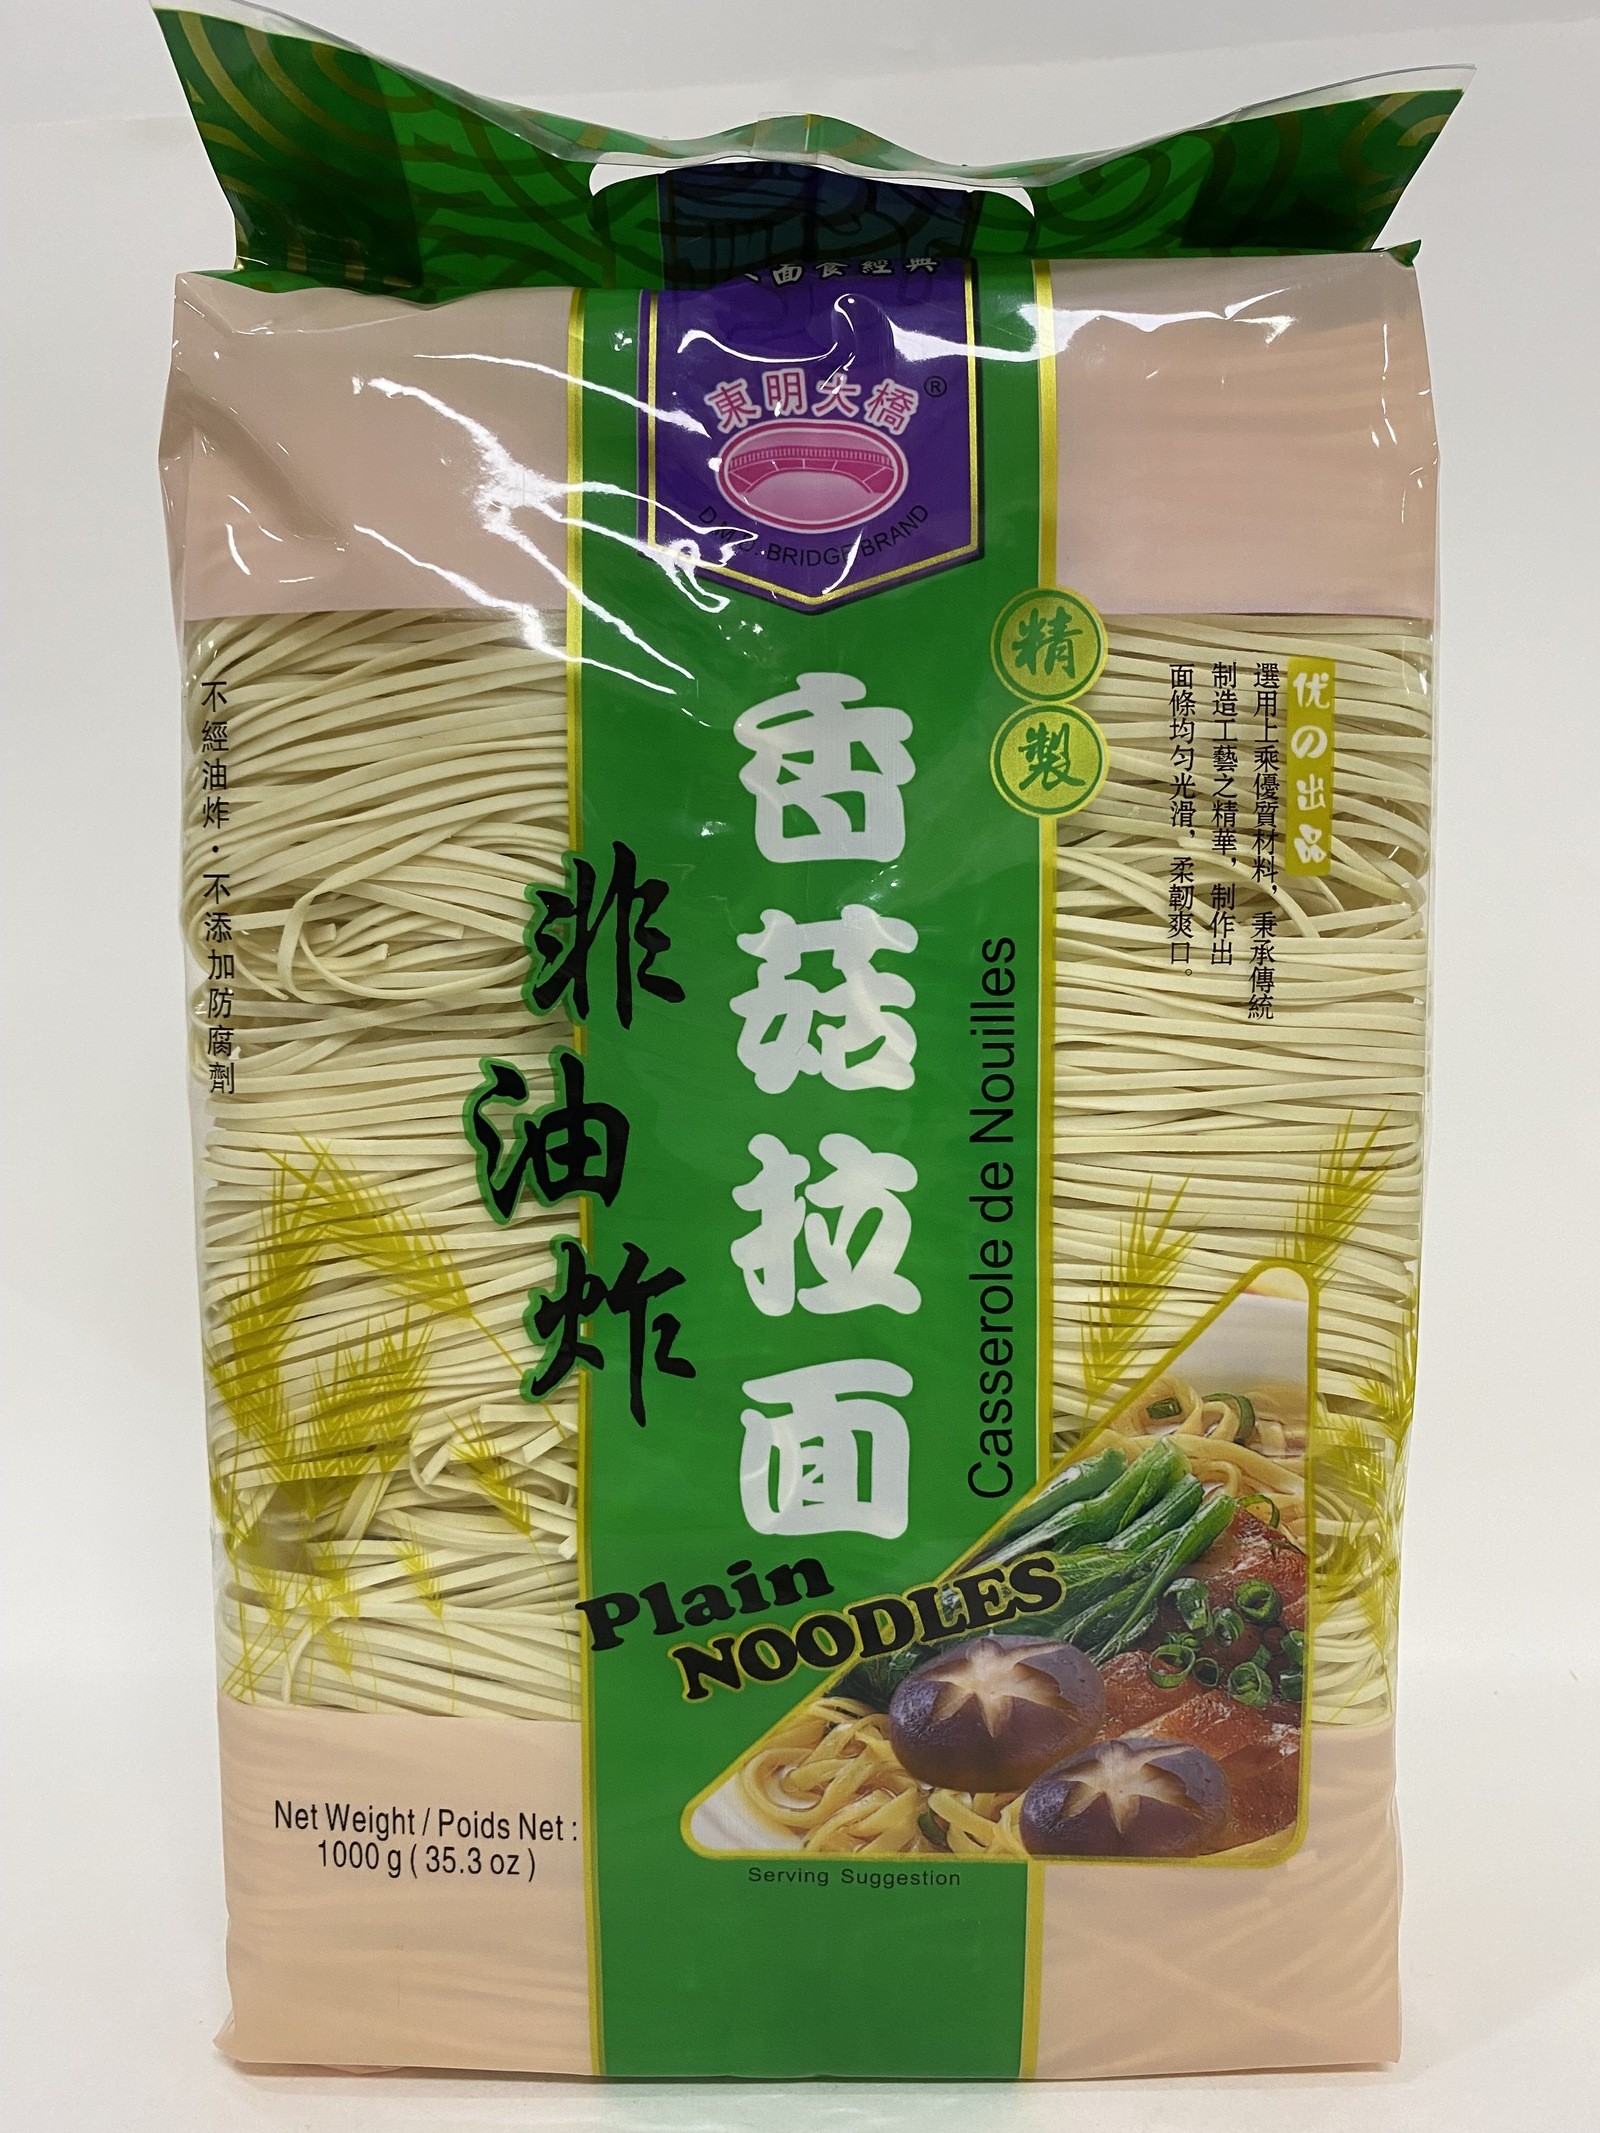 面食經典
東明大橋®
D.M.D. BRIDGE BRAND
精製
优の出品
選用上乘優質材料，秉承傳統
制造工藝之精華，制作出
面條均勻光滑，柔韌爽口。
不經油炸·不添加防腐劑
香菇拉面
非油炸
Casserole de Nouilles
Plain
NOODLES
Net Weight / Poids Net :
1000 g ( 35.3 oz )
Serving Suggestion